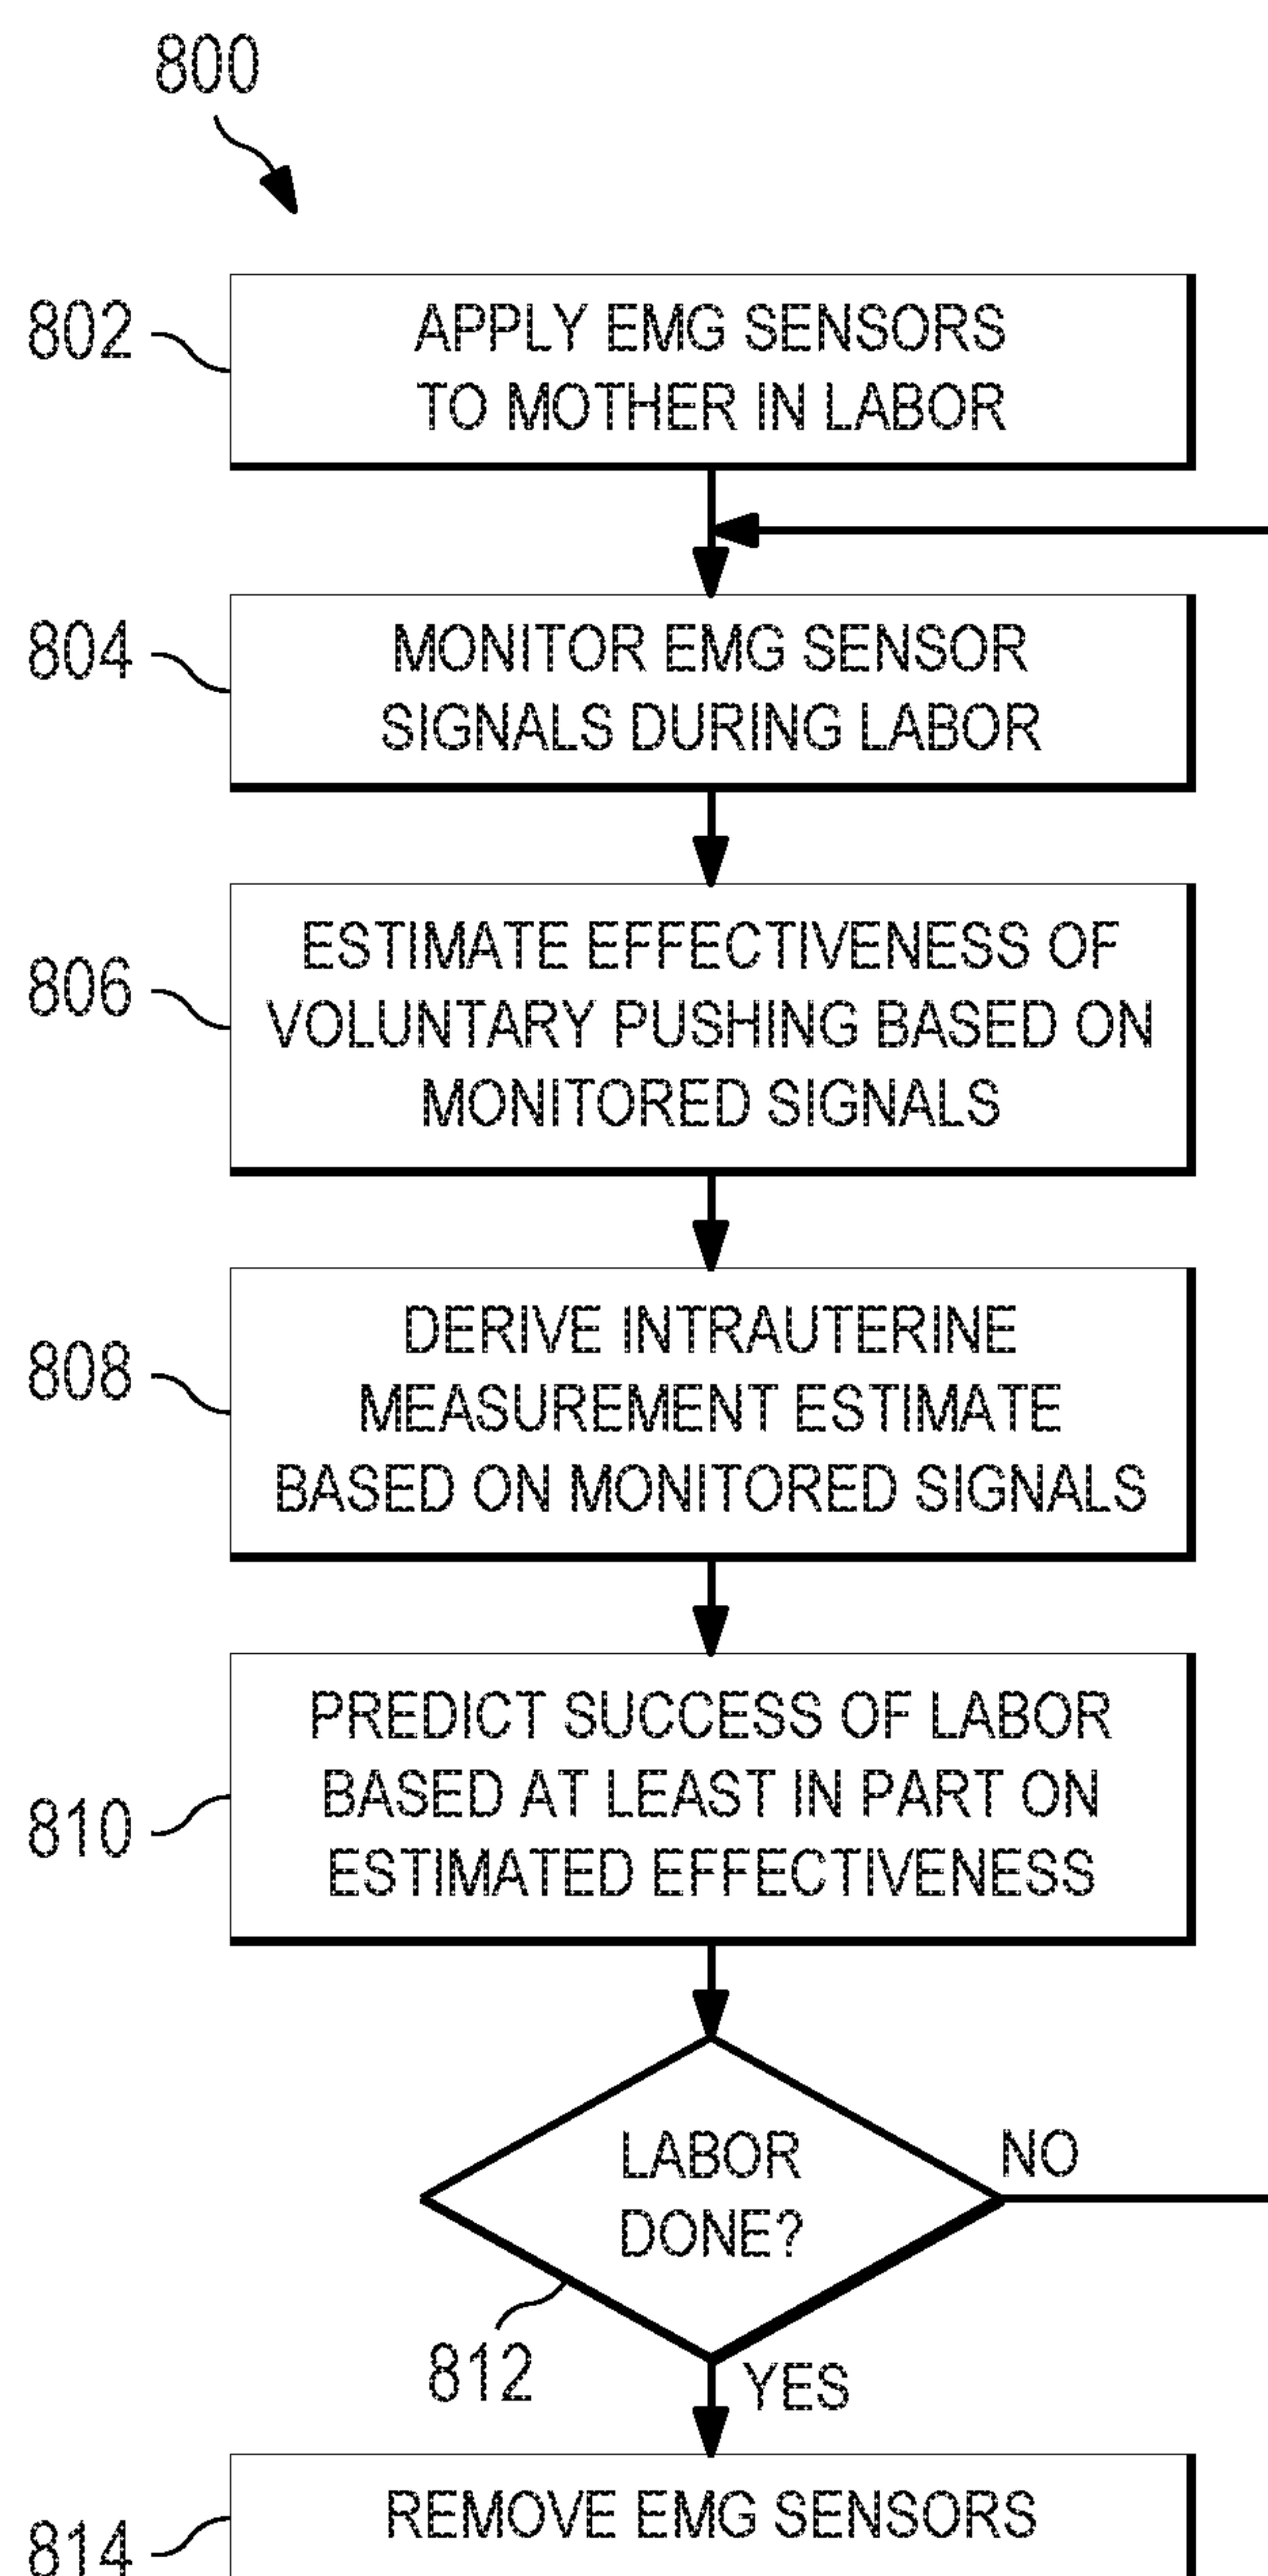 800
802
APPLY EMG SENSORS
TO MOTHER IN LABOR
804
MONITOR EMG SENSOR
SIGNALS DURING LABOR
806
ESTIMATE EFFECTIVENESS OF
VOLUNTARY PUSHING BASED ON
MONITORED SIGNALS
808
DERIVE INTRAUTERINE
MEASUREMENT ESTIMATE
BASED ON MONITORED SIGNALS
810
PREDICT SUCCESS OF LABOR
BASED AT LEAST IN PART ON
ESTIMATED EFFECTIVENESS
LABOR
DONE?
NO
812
YES
814
REMOVE EMG SENSORS